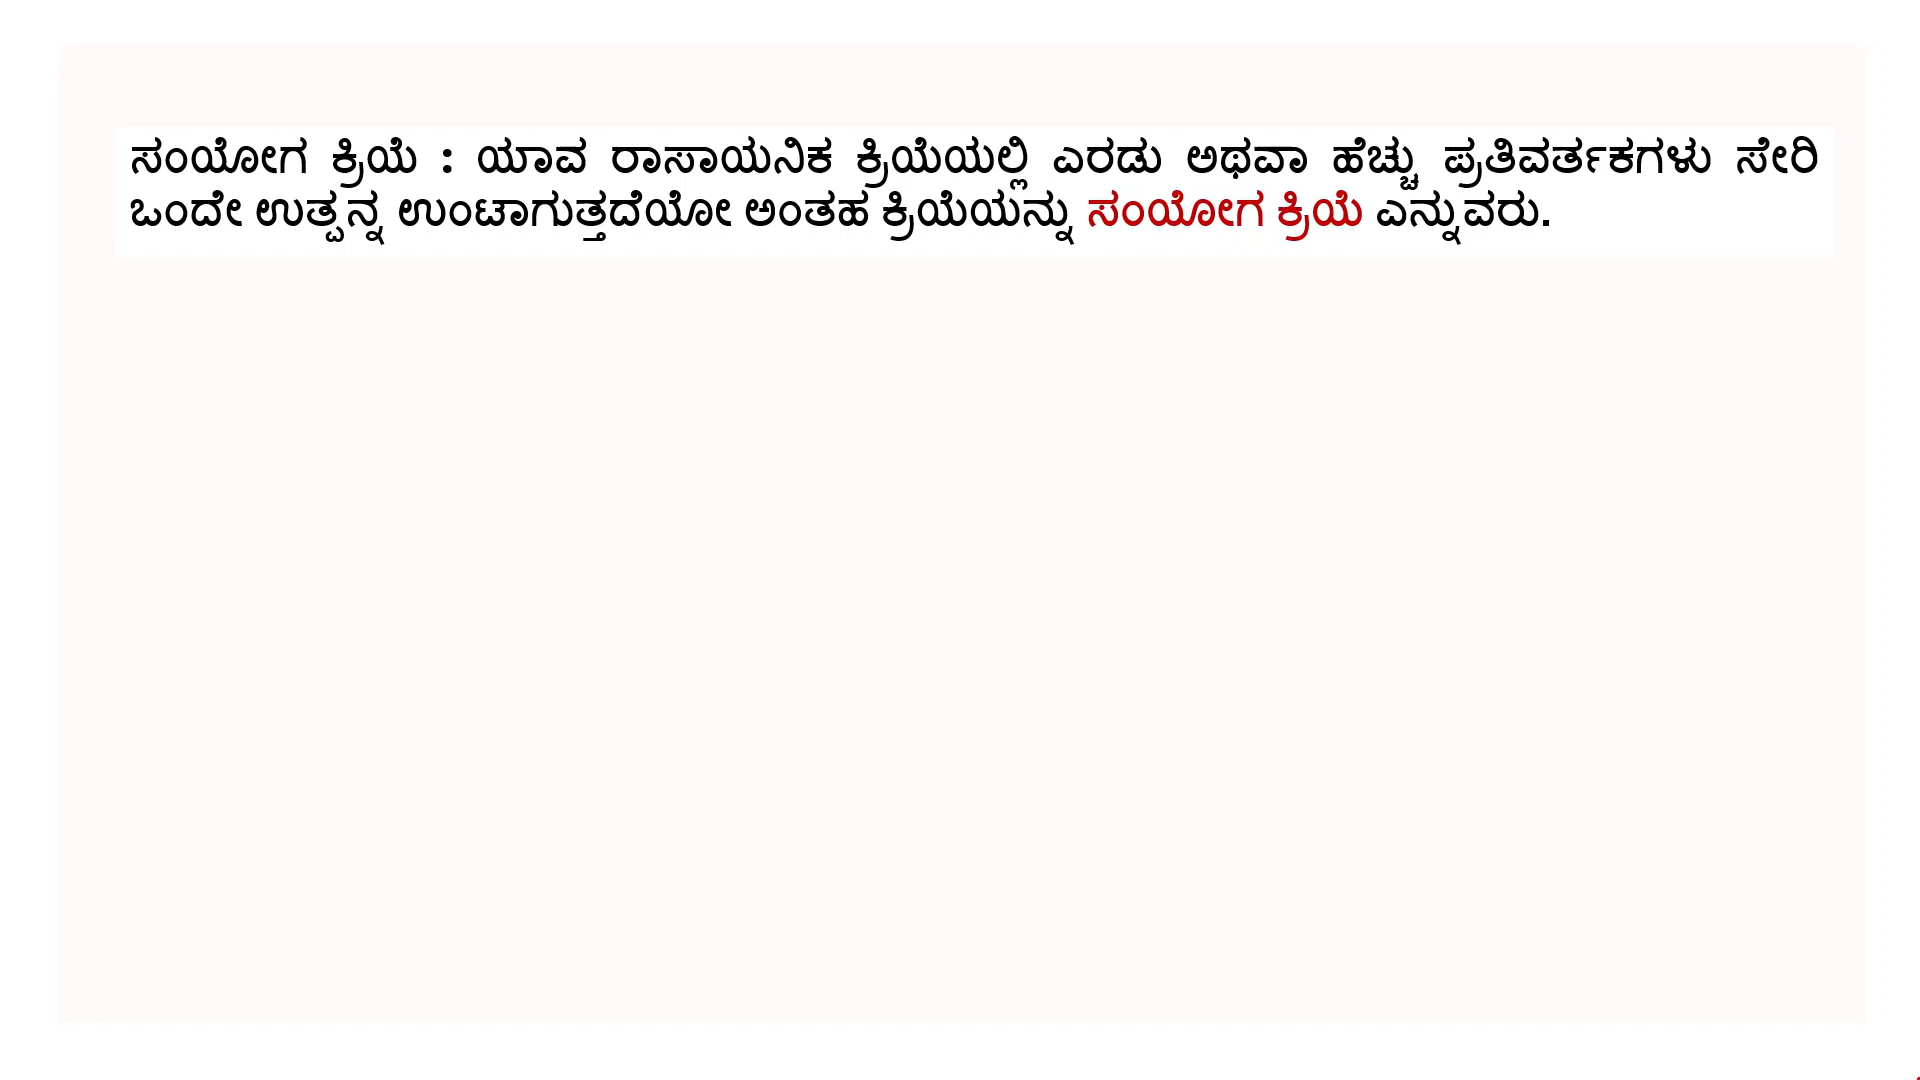 ಸಂಯೋಗ ಕ್ರಿಯೆ : ಯಾವ ರಾಸಾಯನಿಕ ಕ್ರಿಯೆಯಲ್ಲಿ ಎರಡು ಅಥವಾ ಹೆಚ್ಚು ಪ್ರತಿವರ್ತಕಗಳು ಸೇರಿ
ಒಂದೇ ಉತ್ಪನ್ನ ಉಂಟಾಗುತ್ತದೆಯೋ ಅಂತಹ ಕ್ರಿಯೆಯನ್ನು ಸಂಯೋಗ ಕ್ರಿಯೆ ಎನ್ನುವರು.